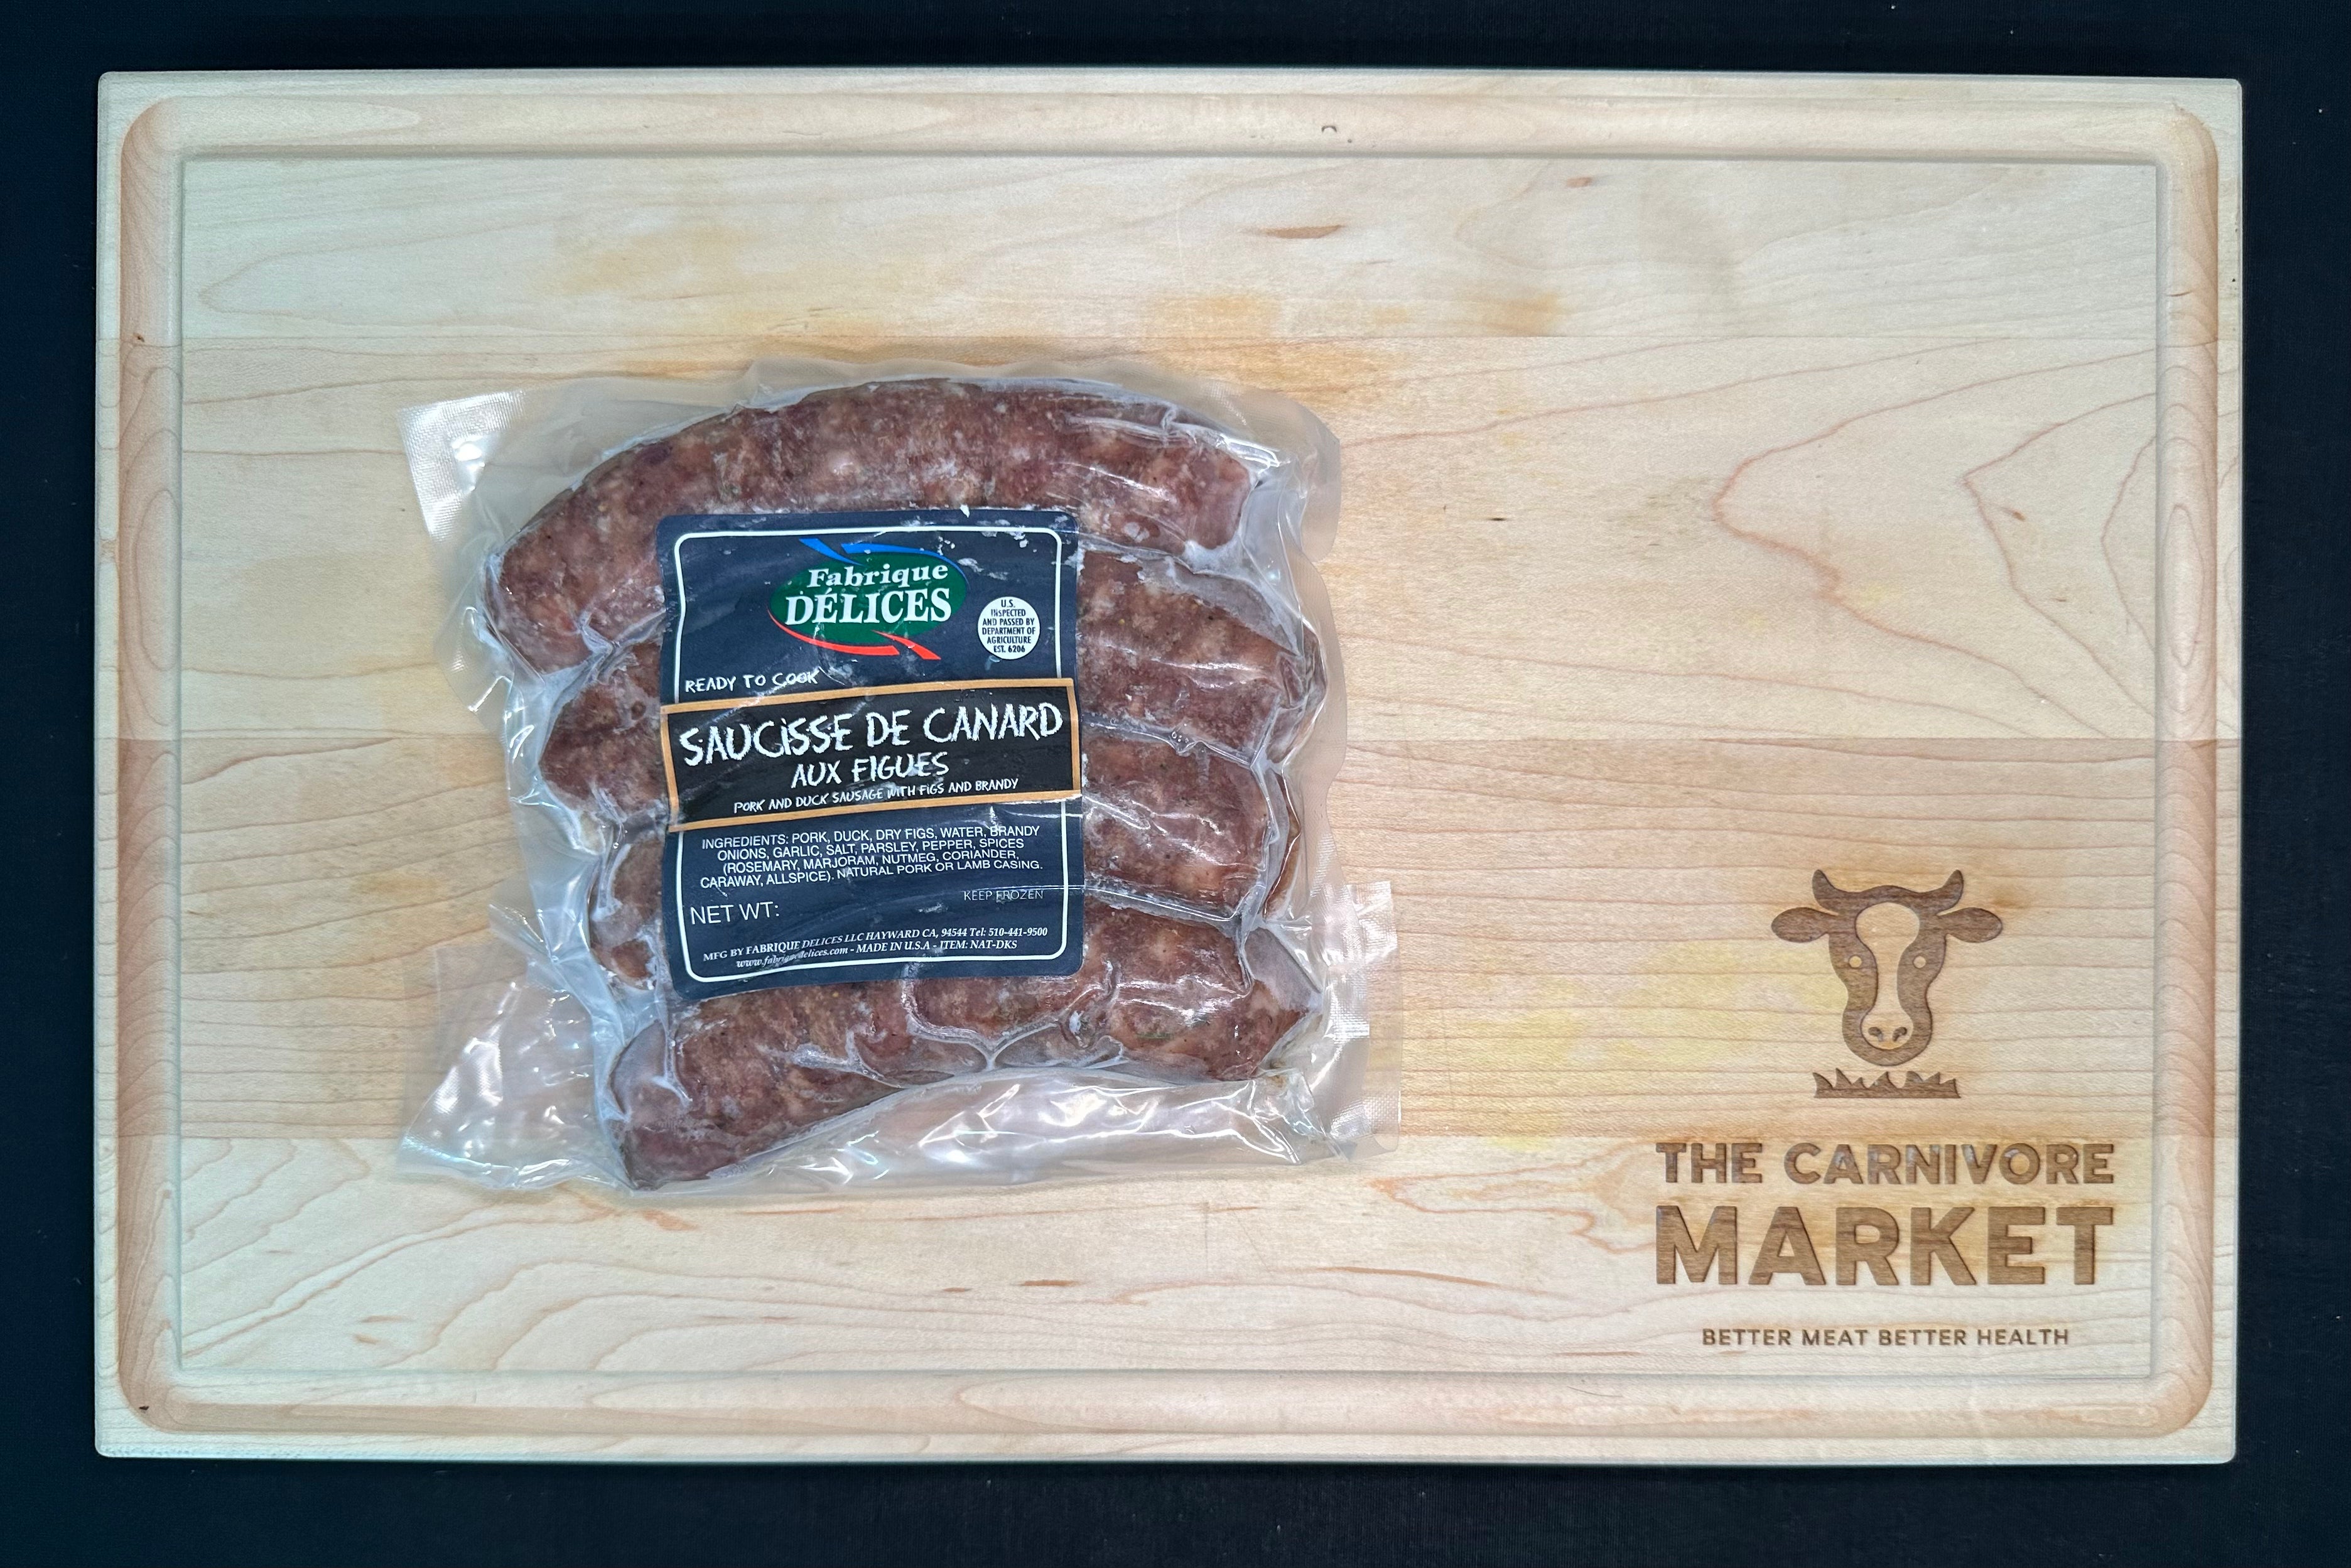 Fabrique
DÉLICES
U.S.
INSPECTED
AND PASSED BY
DEPARTMENT OF
AGRICULTURE
EST. 6206
READY TO COOK
SAUCISSE DE CANARD
AUX FIGUES
PORK AND DUCK SAUSAGE WITH FIGS AND BRANDY
INGREDIENTS: PORK, DUCK, DRY FIGS, WATER, BRANDY
ONIONS, GARLIC, SALT, PARSLEY, PEPPER, SPICES
(ROSEMARY, MARJORAM, NUTMEG, CORIANDER,
CARAWAY, ALLSPICE). NATURAL PORK OR LAMB CASING.
KEEP FROZEN
NET WT:
MFG BY FABRIQUE DELICES LLC HAYWARD CA, 94544 Tel: 510-441-9500
www.fabriquedelices.com - MADE IN U.S.A - ITEM: NAT-DKS
THE CARNIVORE
MARKET
BETTER MEAT BETTER HEALTH